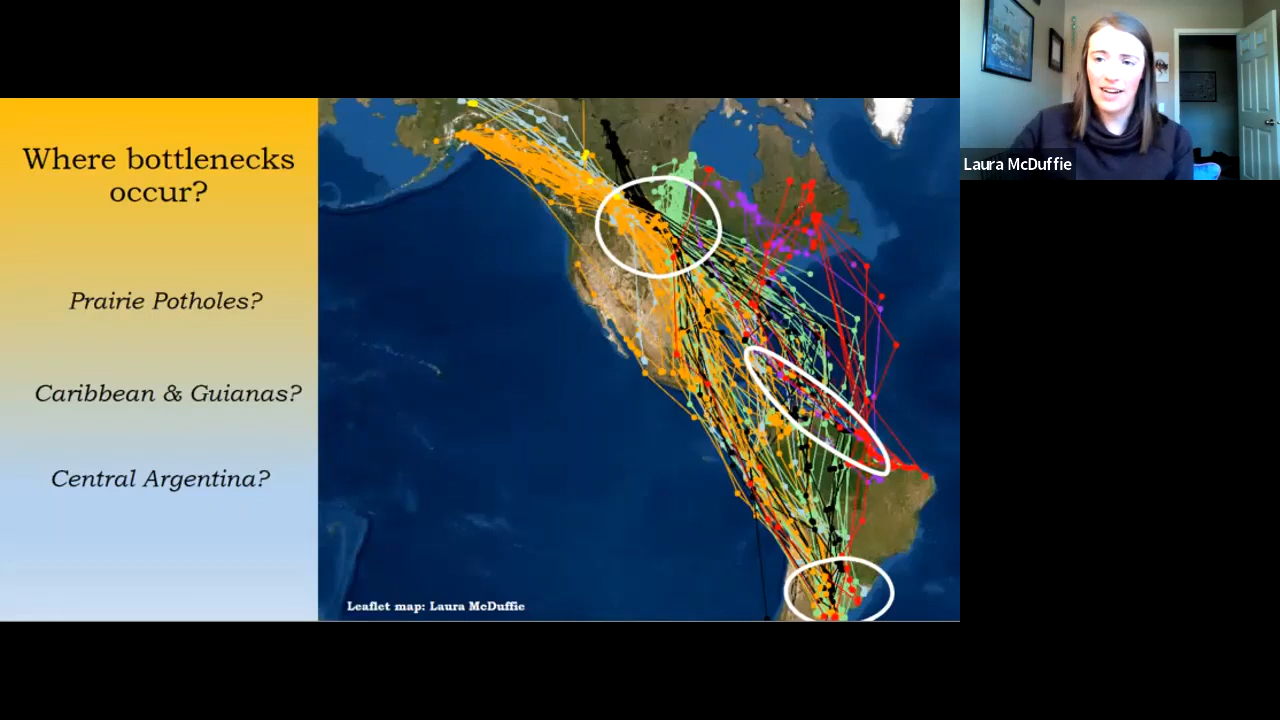 Where bottlenecks
occur?
Prairie Potholes?
Caribbean & Guianas?
Central Argentina?
Leaflet map: Laura McDuffie
Laura McDuffie